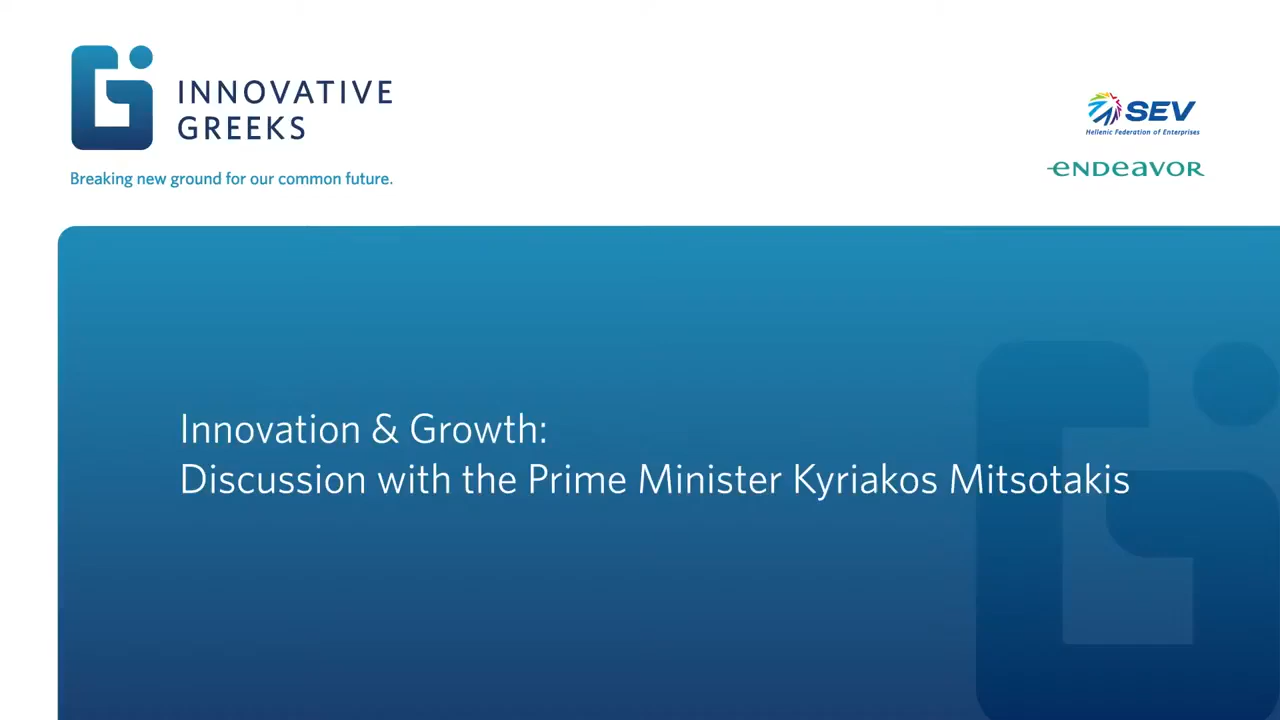 INNOVATIVE
GREEKS
Breaking new ground for our common future.
SEV
Hellenic Federation of Enterprises
enDeavor
Innovation & Growth:
Discussion with the Prime Minister Kyriakos Mitsotakis